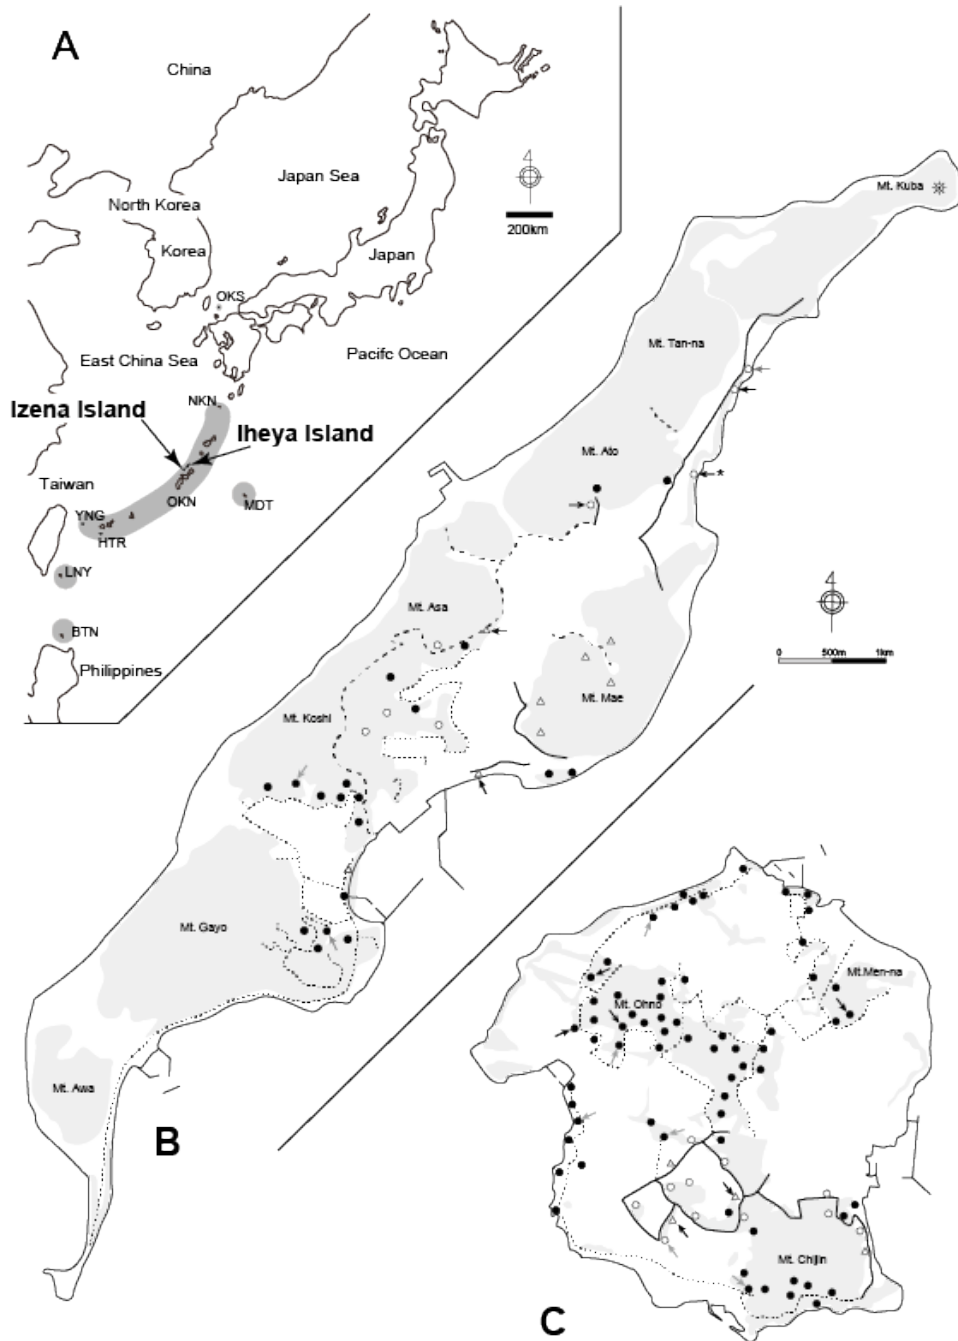 A
China
Japan Sea
4
200km
North Korea
Korea
Japan
OKS
East China Sea
Pacifc Ocean
NKN
Izena Island
Iheya Island
Taiwan
YNG
OKN
MDT
HTR
LNY
BTN
Philippines
Mt. Kuba
Mt. Tan-na
Mt. Ato
*
Mt. Asa
4
0 500m 1km
Mt. Mae
Mt. Koshi
Mt. Gayo
Mt. Awa
B
Mt.Men-na
Mt. Ohno
Mt. Chijin
C